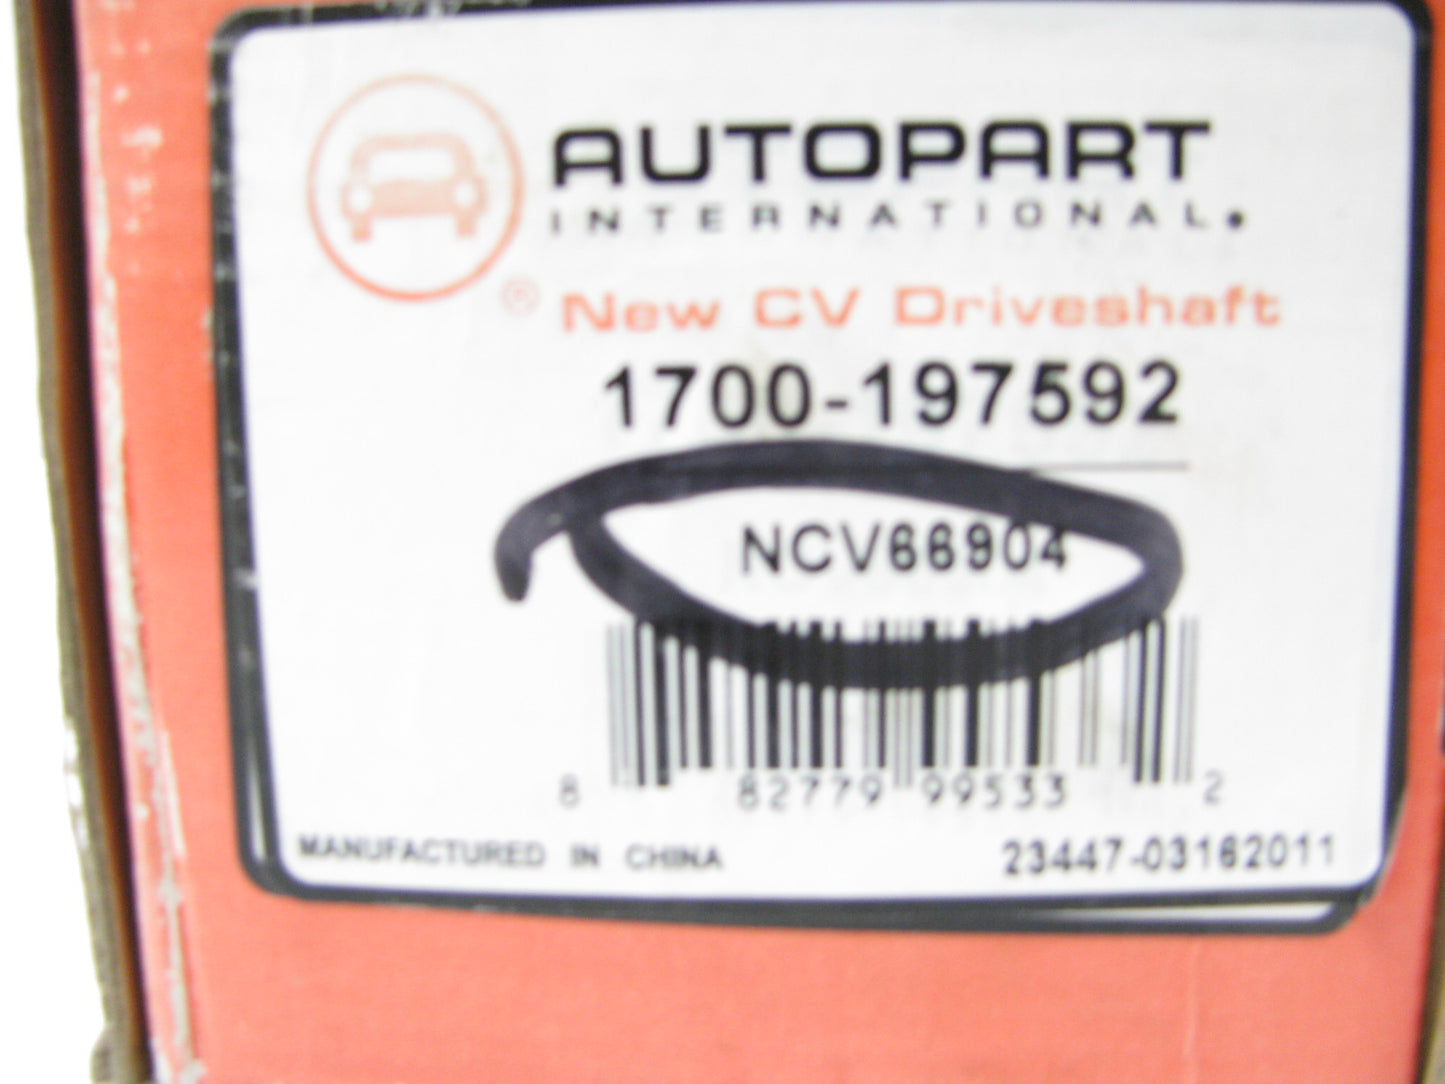 AUTOPART
INTERNATIONAL.
® New CV Driveshaft
1700-197592
NCV66904
8 82779 99533 2
MANUFACTURED IN CHINA
23447-03162011